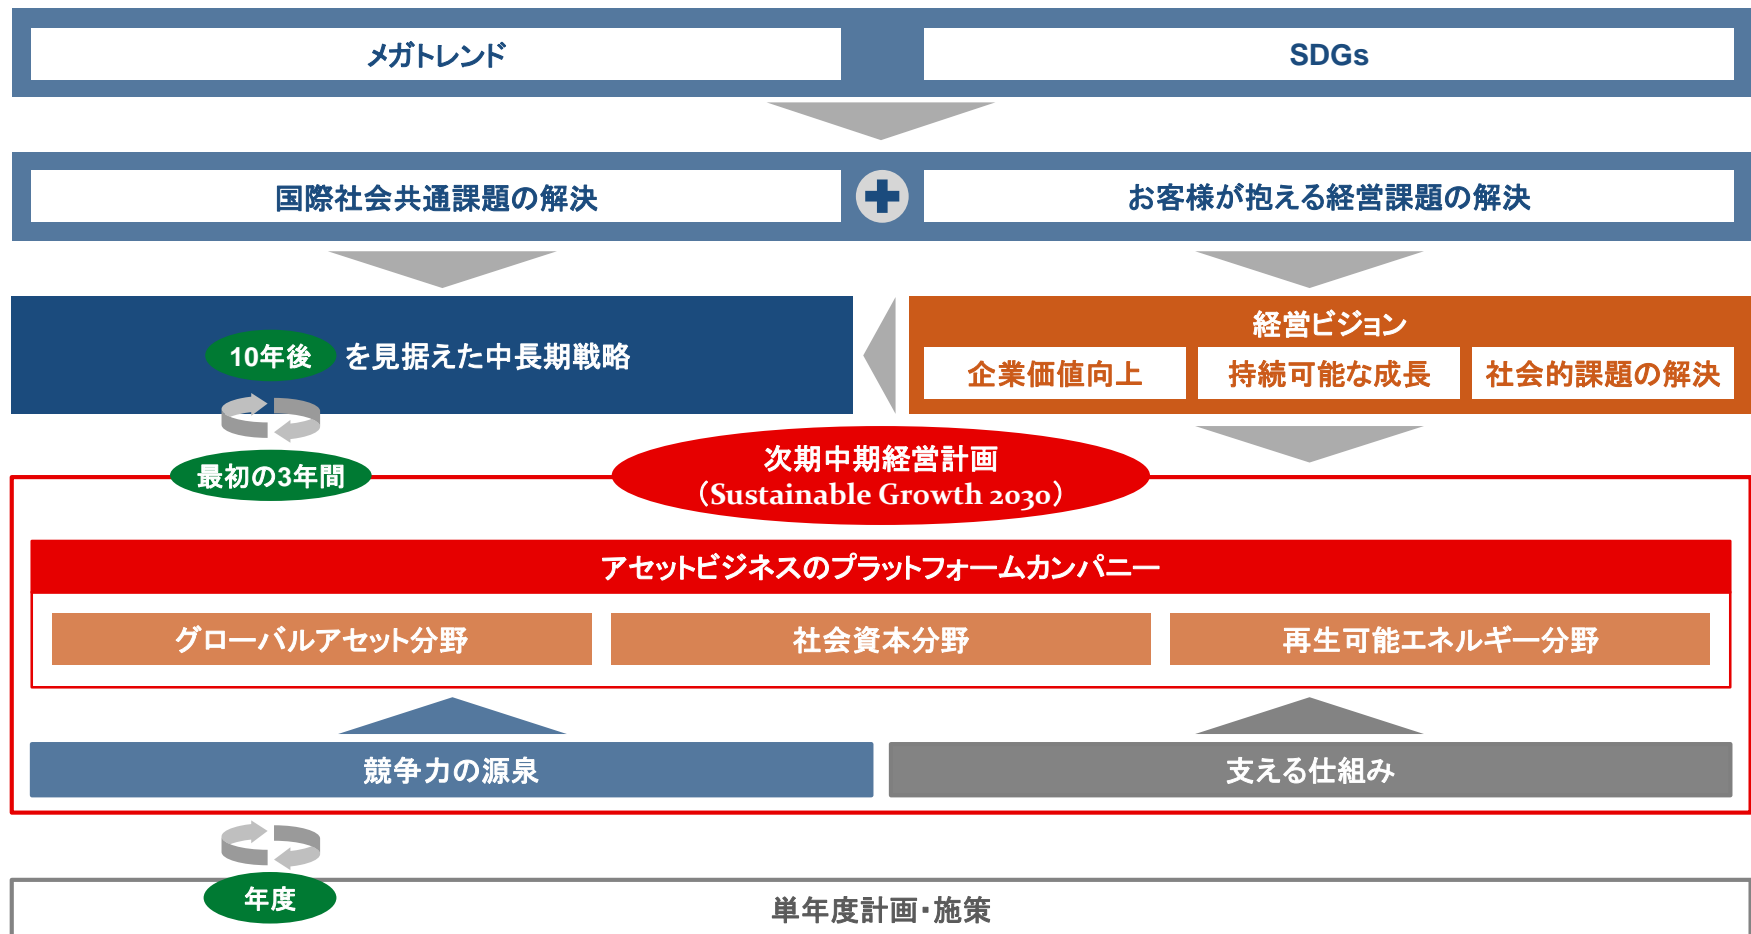 メガトレンド
SDGs
国際社会共通課題の解決
お客様が抱える経営課題の解決
10年後 を見据えた中長期戦略
経営ビジョン
企業価値向上
持続可能な成長
社会的課題の解決
最初の3年間
次期中期経営計画
（Sustainable Growth 2030）
アセットビジネスのプラットフォームカンパニー
グローバルアセット分野
社会資本分野
再生可能エネルギー分野
競争力の源泉
支える仕組み
年度
単年度計画・施策